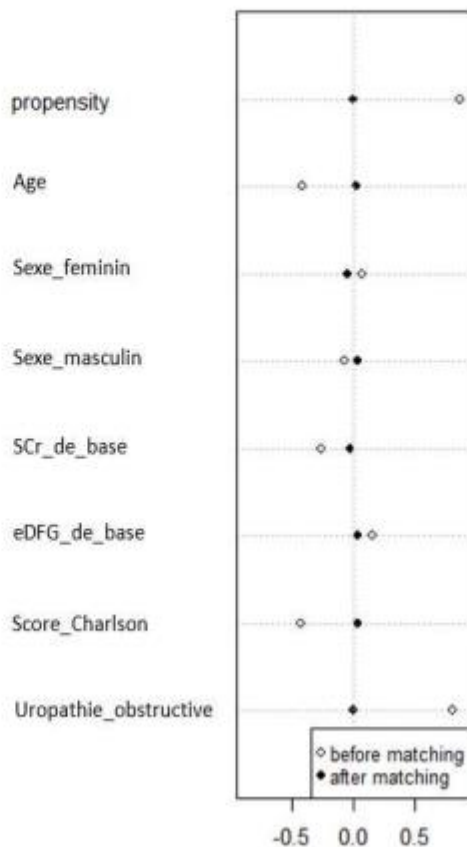 propensity
Age
Sexe_feminin
Sexe_masculin
SCr_de_base
eDFG_de_base
Score_Charlson
Uropathie_obstructive
before matching
after matching
-0.5 0.0 0.5